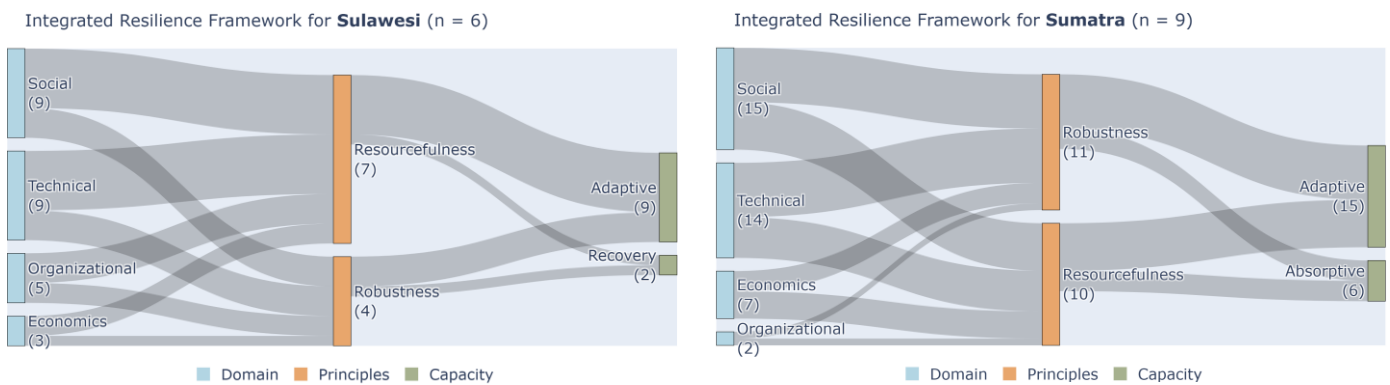 Integrated Resilience Framework for Sulawesi (n = 6)
Social
(9)
Technical
(9)
Organizational
(5)
Economics
(3)
Resourcefulness
(7)
Robustness
(4)
Adaptive
(9)
Recovery
(2)
Domain Principles Capacity
Integrated Resilience Framework for Sumatra (n = 9)
Social
(15)
Technical
(14)
Economics
(7)
Organizational
(2)
Robustness
(11)
Resourcefulness
(10)
Adaptive
(15)
Absorptive
(6)
Domain Principles Capacity